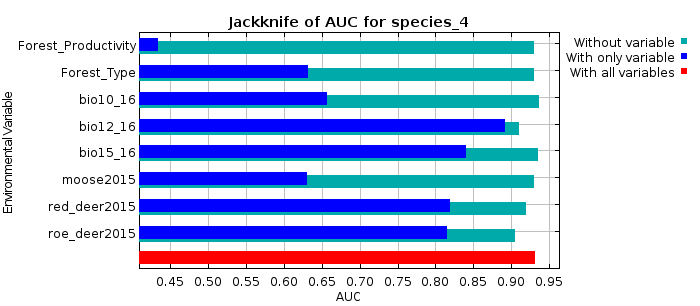 Jackknife of AUC for species_4
Environmental Variable
Forest_Productivity
Forest_Type
bio10_16
bio12_16
bio15_16
moose2015
red_deer2015
roe_deer2015
0.45 0.50 0.55 0.60 0.65 0.70 0.75 0.80 0.85 0.90 0.95
AUC
Without variable
With only variable
With all variables